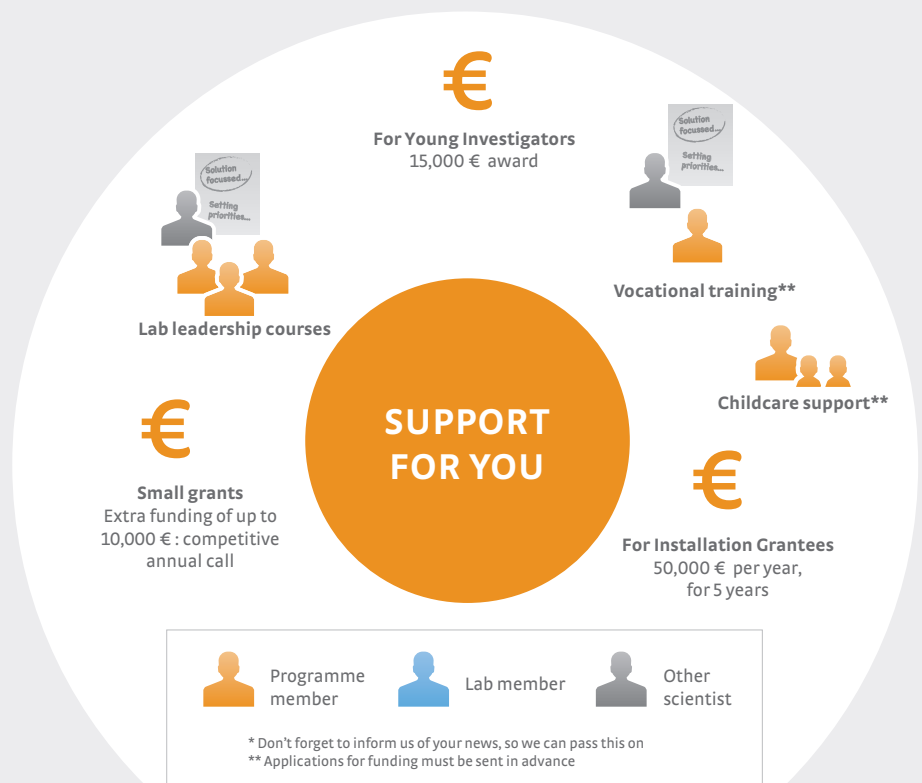 €
For Young Investigators
15,000 € award
Solution
focussed...
Setting
priorities...
Vocational training**
Solution
focussed...
Setting
priorities...
Lab leadership courses
Childcare support**
SUPPORT
FOR YOU
€
Small grants
Extra funding of up to
10,000 € : competitive
annual call
€
For Installation Grantees
50,000 € per year,
for 5 years
Programme
member
Lab member
Other
scientist
* Don't forget to inform us of your news, so we can pass this on
** Applications for funding must be sent in advance